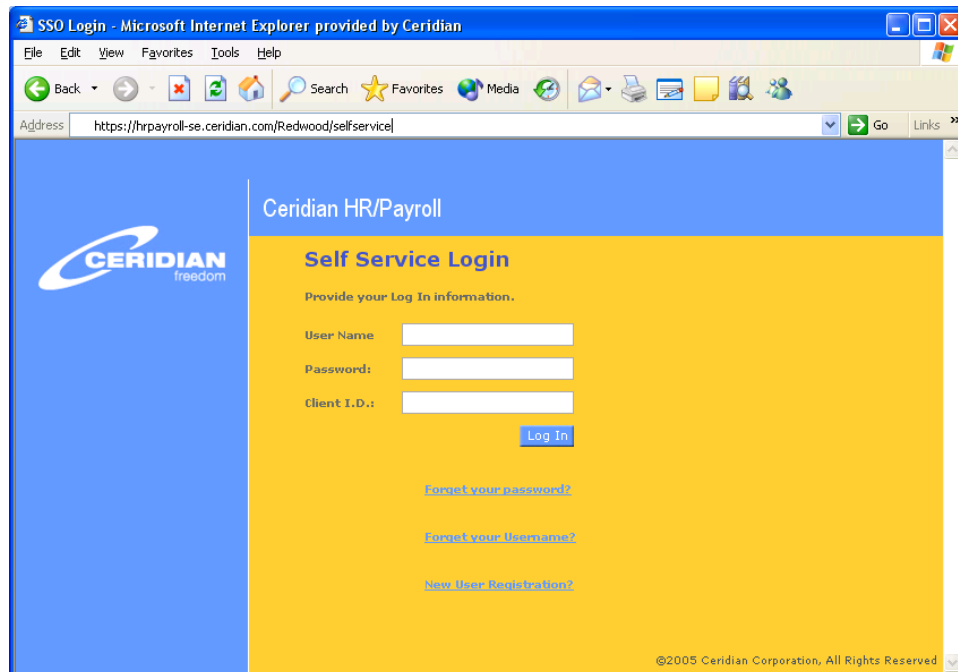 SSO Login - Microsoft Internet Explorer provided by Ceridian
File Edit View Favorites Tools Help
Back Search Favorites Media
Address https://hrpayroll-se.ceridian.com/Redwood/selfservice Go Links »
Ceridian HR/Payroll
CERIDIAN
freedom
Self Service Login
Provide your Log In information.
User Name
Password:
Client I.D.:
Log In
Forget your password?
Forget your Username?
New User Registration?
©2005 Ceridian Corporation, All Rights Reserved